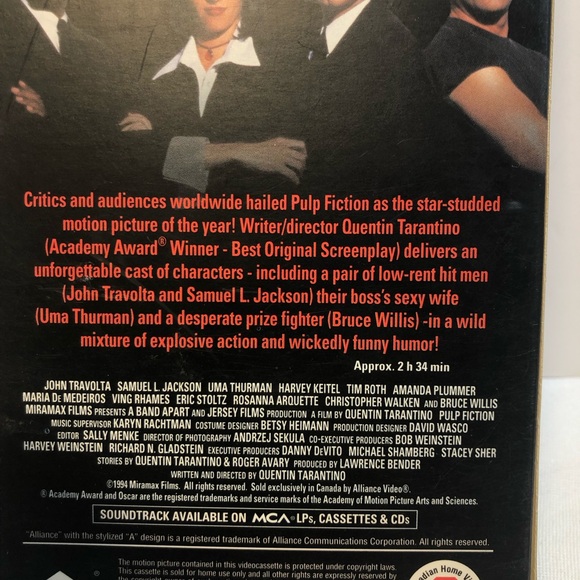 Critics and audiences worldwide hailed Pulp Fiction as the star-studded
motion picture of the year! Writer/director Quentin Tarantino
(Academy Award® Winner - Best Original Screenplay) delivers an
unforgettable cast of characters - including a pair of low-rent hit men
(John Travolta and Samuel L. Jackson) their boss's sexy wife
(Uma Thurman) and a desperate prize fighter (Bruce Willis) -in a wild
mixture of explosive action and wickedly funny humor!
Approx. 2 h 34 min
JOHN TRAVOLTA SAMUEL L. JACKSON UMA THURMAN HARVEY KEITEL TIM ROTH AMANDA PLUMMER
MARIA DE MEDEIROS VING RHAMES ERIC STOLTZ ROSANNA ARQUETTE CHRISTOPHER WALKEN AND BRUCE WILLIS
MIRAMAX FILMS PRESENTS A BAND APART AND JERSEY FILMS PRODUCTION A FILM BY QUENTIN TARANTINO PULP FICTION
MUSIC SUPERVISOR KARYN RACHTMAN COSTUME DESIGNER BETSY HEIMANN PRODUCTION DESIGNER DAVID WASCO
EDITOR SALLY MENKE DIRECTOR OF PHOTOGRAPHY ANDRZEJ SEKULA CO-EXECUTIVE PRODUCERS BOB WEINSTEIN
HARVEY WEINSTEIN RICHARD N. GLADSTEIN EXECUTIVE PRODUCERS DANNY DeVITO MICHAEL SHAMBERG STACEY SHER
STORIES BY QUENTIN TARANTINO & ROGER AVARY PRODUCED BY LAWRENCE BENDER
WRITTEN AND DIRECTED BY QUENTIN TARANTINO
©1994 Miramax Films. All rights reserved. Sold exclusively in Canada by Alliance Video®.
® Academy Award and Oscar are the registered trademarks and service marks of the Academy of Motion Picture Arts and Sciences.
SOUNDTRACK AVAILABLE ON MCA® LPs, CASSETTES & CDs
"Alliance" with the stylized "A" design is a registered trademark of Alliance Communications Corporation. All rights reserved.
The motion picture contained in this videocassette is protected under copyright laws.
This cassette is sold for home use only and all other rights are expressly reserved by
dian Home Vi